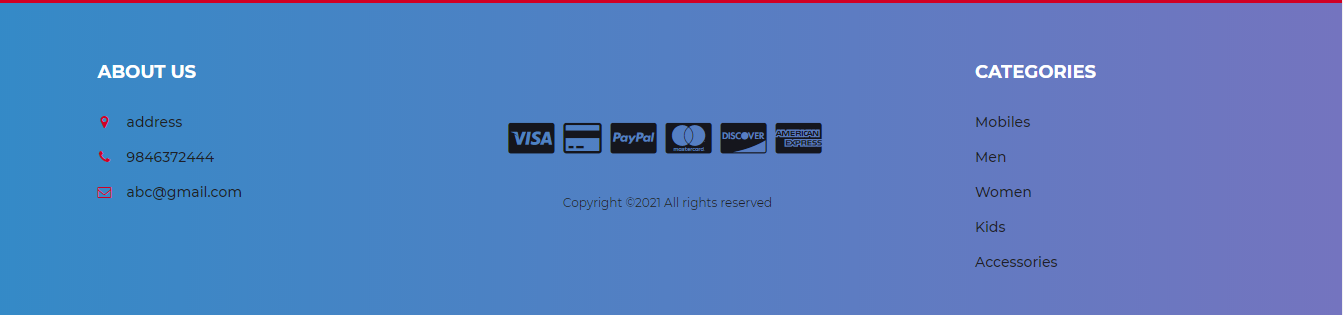 ABOUT US
address
9846372444
abc@gmail.com
VISA PayPal mastercard DISCOVER AMERICAN EXPRESS
Copyright ©2021 All rights reserved
CATEGORIES
Mobiles
Men
Women
Kids
Accessories